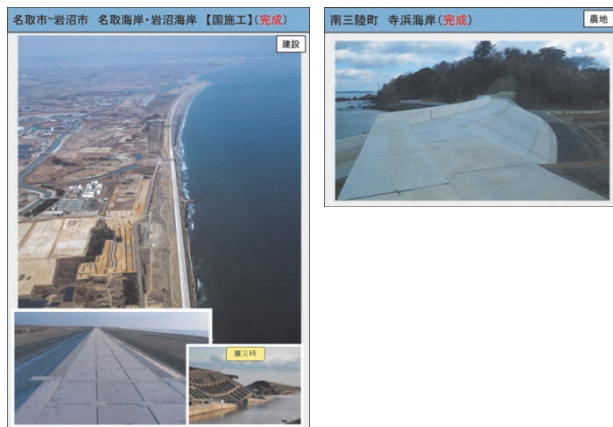 名取市~岩沼市 名取海岸・岩沼海岸 【国施工】(完成)
建設
震災時
南三陸町 寺浜海岸(完成)
農地